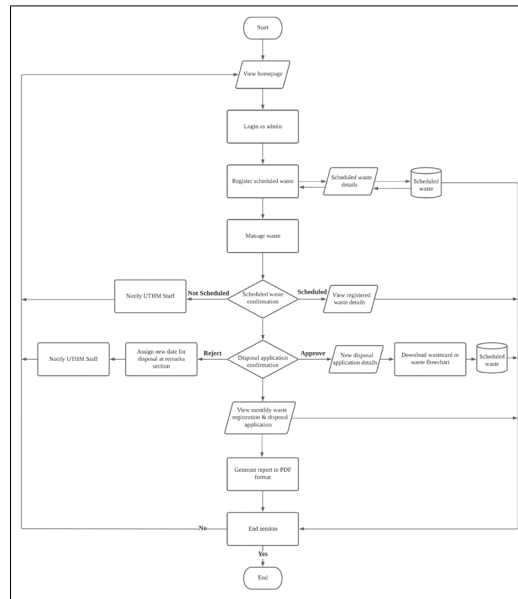 Start
View homepage
Login as admin
Register scheduled waste
Scheduled waste
details
Scheduled
waste
Manage waste
Notify UTHM Staff
Not Scheduled
Scheduled waste
confirmation
Scheduled
View registered
waste details
Notify UTHM Staff
Assign new date for
disposal at remarks
section
Reject
Disposal application
confirmation
Approve
New disposal
application details
Download wastecard or
waste flowchart
Scheduled
waste
View monthly waste
registration & disposal
application
Generate report to PDF
format
No
End session
Yes
End